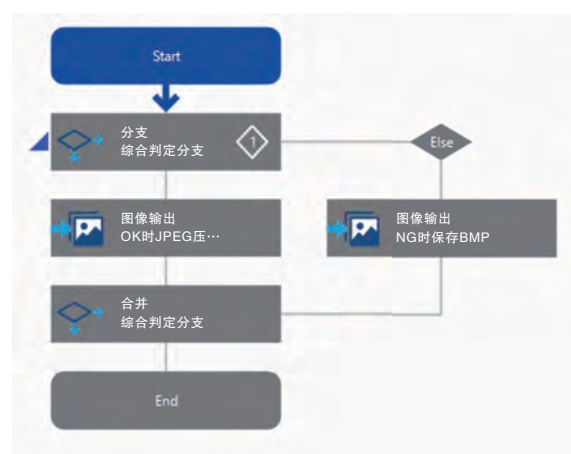 Start
分支
综合判定分支
1
Else
图像输出
OK时JPEG压…
图像输出
NG时保存BMP
合并
综合判定分支
End